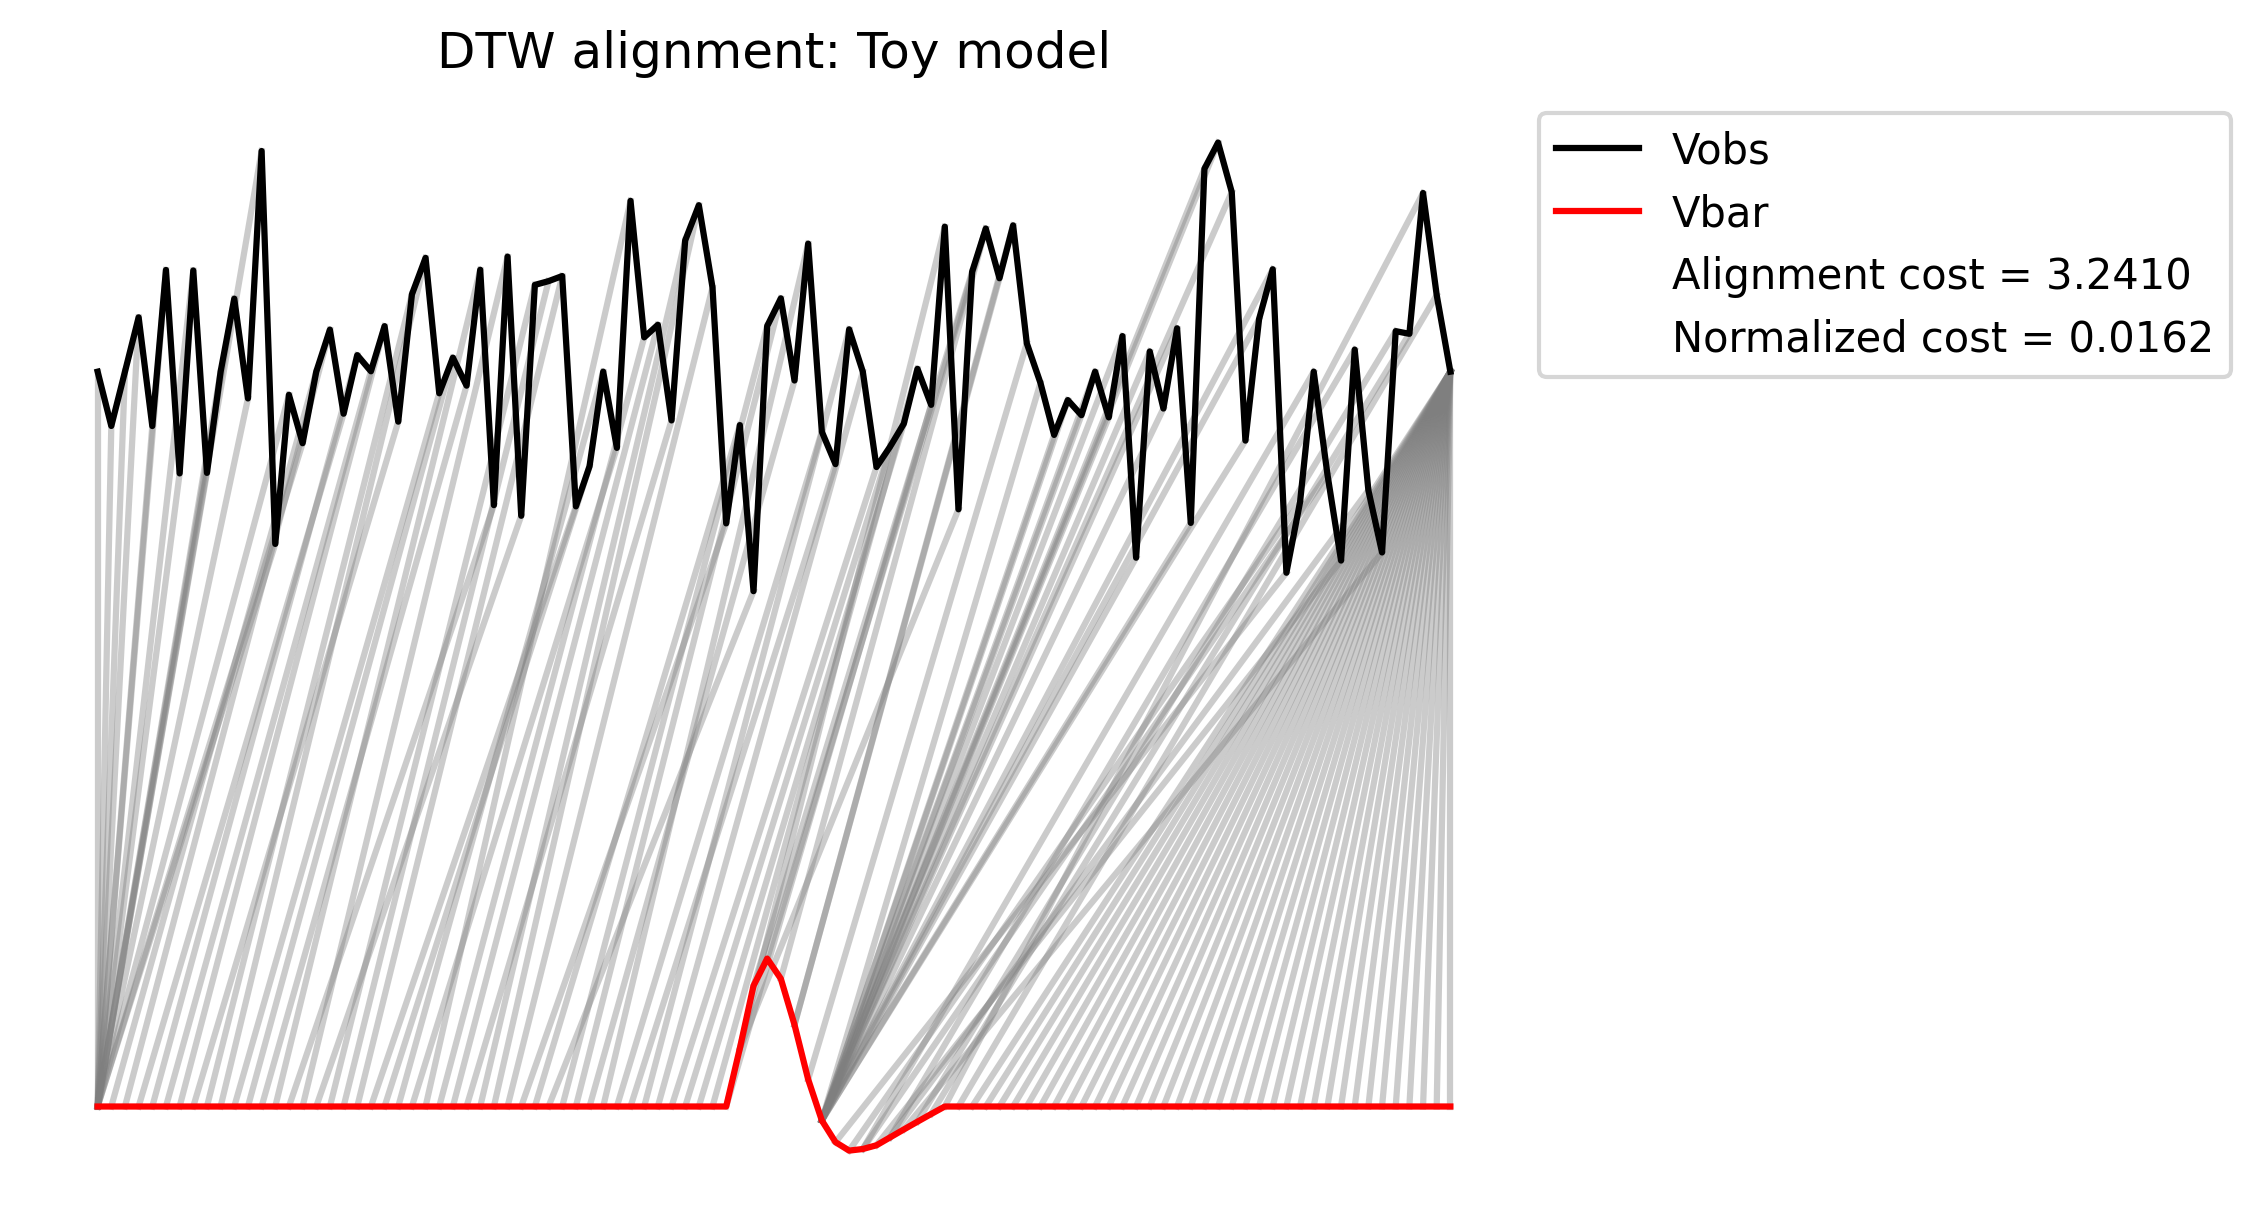 DTW alignment: Toy model
Vobs
Vbar
Alignment cost = 3.2410
Normalized cost = 0.0162